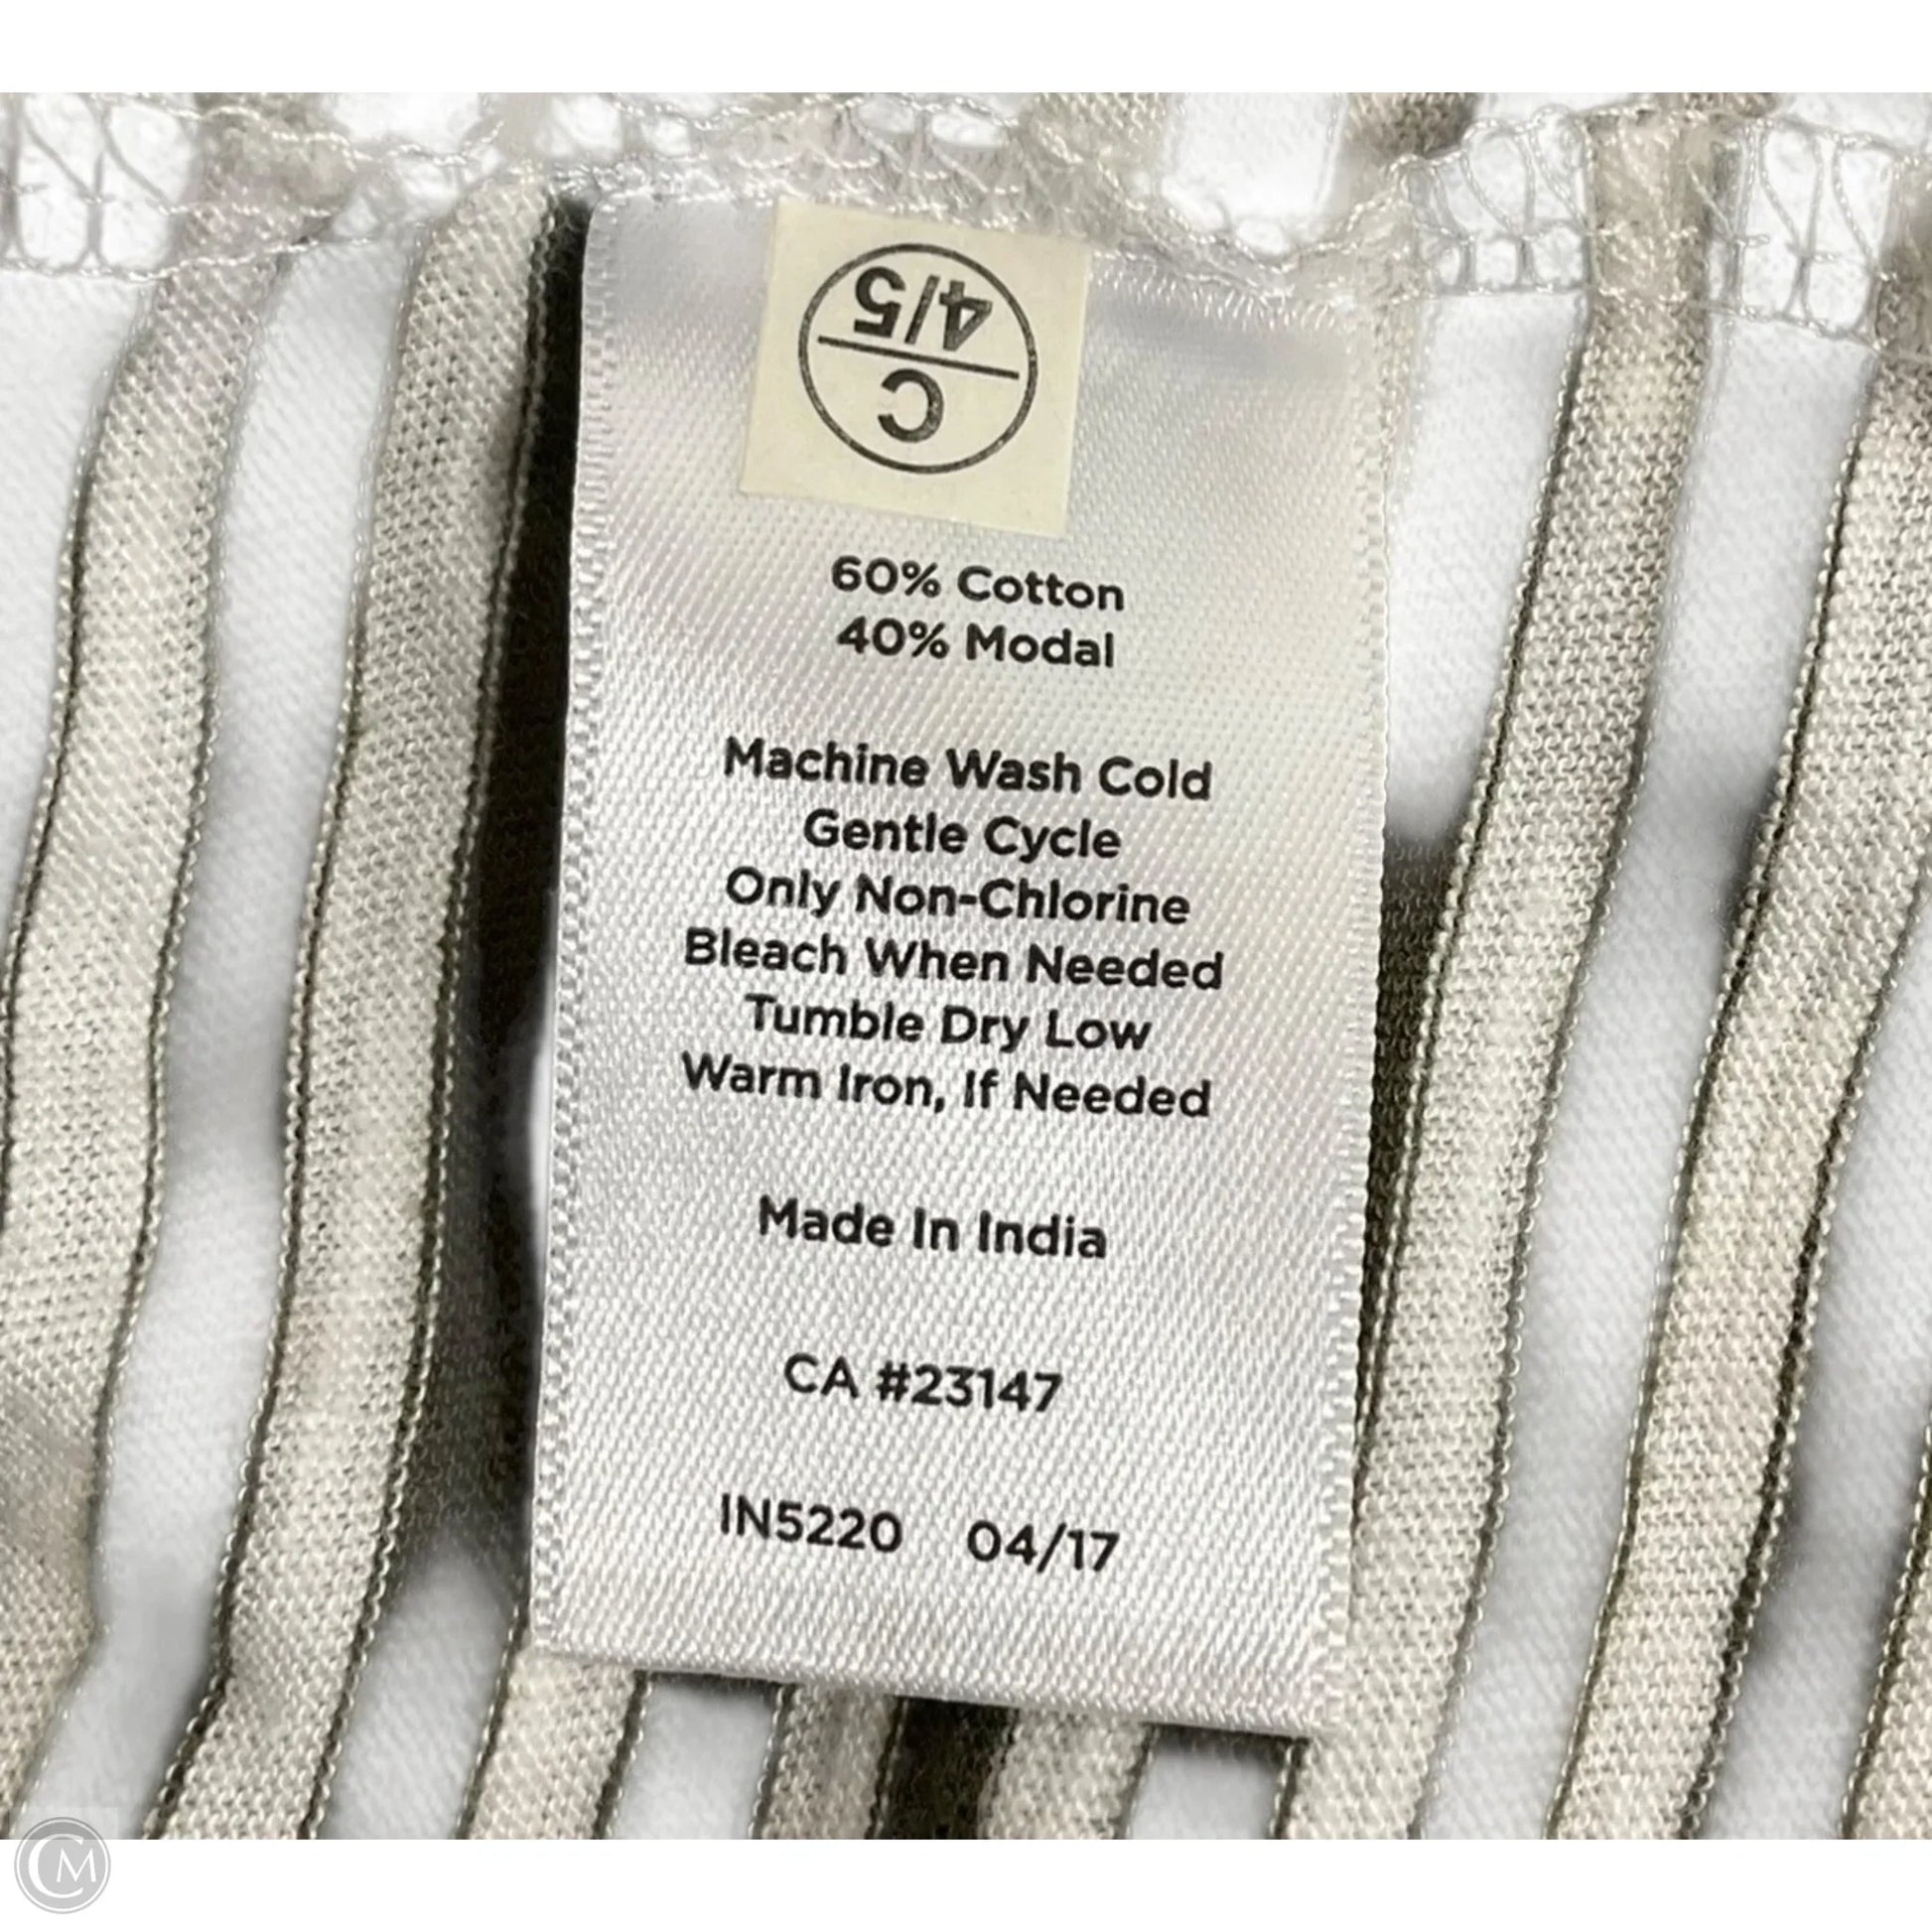 4/5
C
60% Cotton
40% Modal
Machine Wash Cold
Gentle Cycle
Only Non-Chlorine
Bleach When Needed
Tumble Dry Low
Warm Iron, If Needed
Made In India
CA #23147
IN5220 04/17
CM